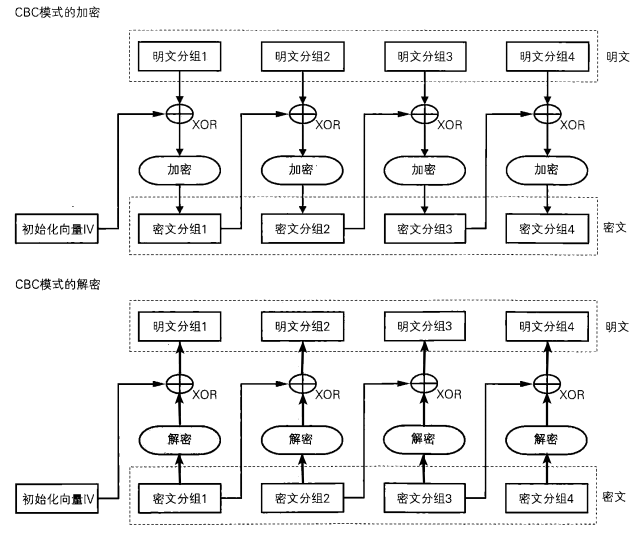 CBC模式的加密
明文分组1 明文分组2 明文分组3 明文分组4 明文
XOR XOR XOR XOR
加密 加密 加密 加密
初始化向量IV 密文分组1 密文分组2 密文分组3 密文分组4 密文
CBC模式的解密
明文分组1 明文分组2 明文分组3 明文分组4 明文
XOR XOR XOR XOR
解密 解密 解密 解密
初始化向量IV 密文分组1 密文分组2 密文分组3 密文分组4 密文